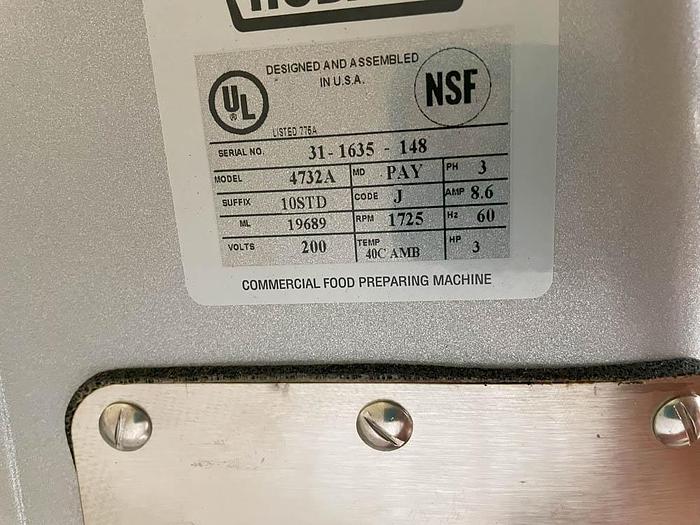 DESIGNED AND ASSEMBLED
IN U.S.A.
UL
®
NSF
LISTED 776A
SERIAL NO. 31-1635-148
MODEL 4732A MD PAY PH 3
SUFFIX 10STD CODE J AMP 8.6
ML 19689 RPM 1725 Hz 60
VOLTS 200 TEMP 40C AMB HP 3
COMMERCIAL FOOD PREPARING MACHINE